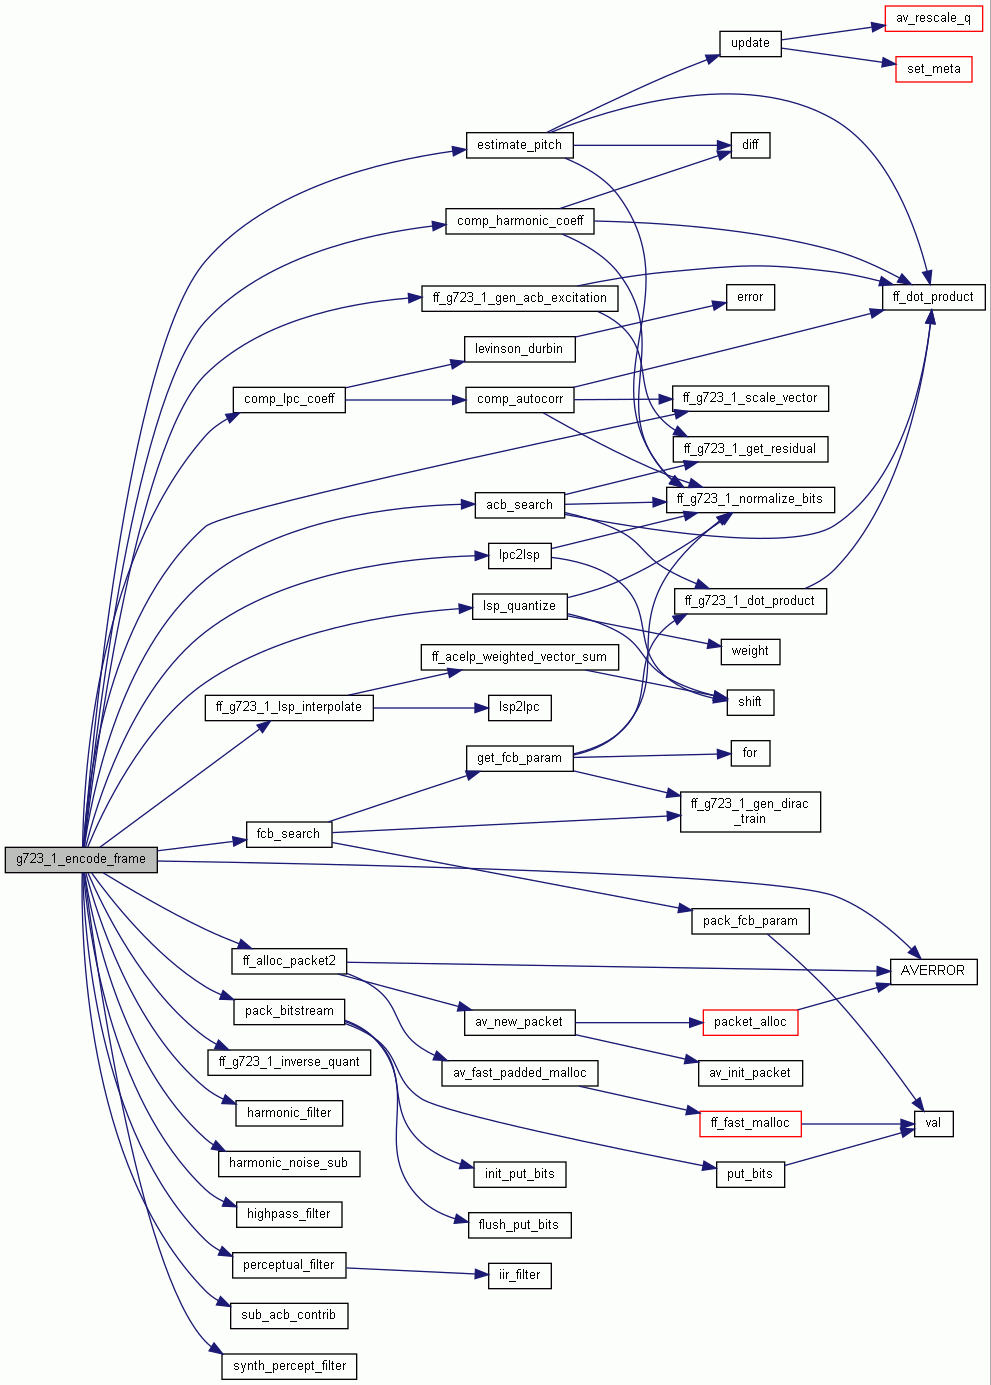 av_rescale_q
update
set_meta
estimate_pitch
diff
comp_harmonic_coeff
ff_g723_1_gen_acb_excitation
error
ff_dot_product
levinson_durbin
comp_lpc_coeff
comp_autocorr
ff_g723_1_scale_vector
ff_g723_1_get_residual
acb_search
ff_g723_1_normalize_bits
lpc2lsp
lsp_quantize
ff_g723_1_dot_product
ff_acelp_weighted_vector_sum
weight
ff_g723_1_lsp_interpolate
lsp2lpc
shift
get_fcb_param
for
ff_g723_1_gen_dirac
_train
fcb_search
g723_1_encode_frame
pack_fcb_param
ff_alloc_packet2
AVERROR
pack_bitstream
av_new_packet
packet_alloc
ff_g723_1_inverse_quant
av_fast_padded_malloc
av_init_packet
harmonic_filter
ff_fast_malloc
val
harmonic_noise_sub
init_put_bits
put_bits
highpass_filter
flush_put_bits
perceptual_filter
iir_filter
sub_acb_contrib
synth_percept_filter